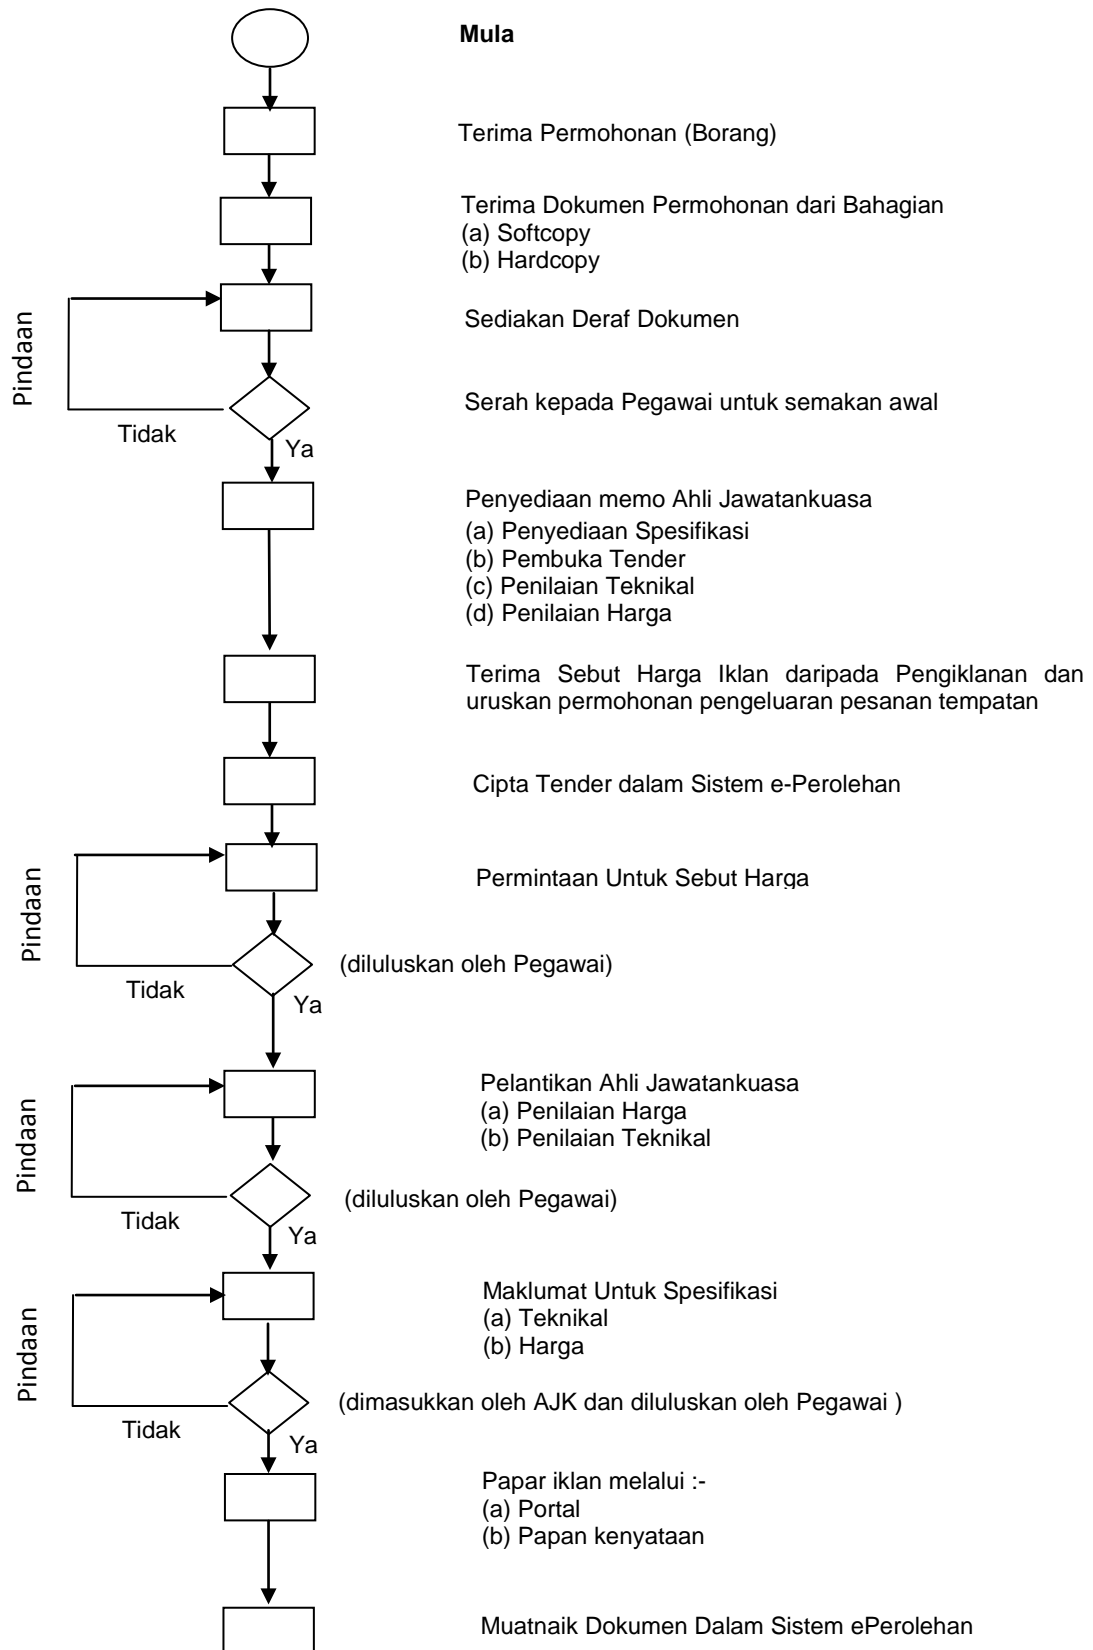 Mula
Terima Permohonan (Borang)
Terima Dokumen Permohonan dari Bahagian
(a) Softcopy
(b) Hardcopy
Pindaan
Sediakan Deraf Dokumen
Serah kepada Pegawai untuk semakan awal
Tidak
Ya
Penyediaan memo Ahli Jawatankuasa
(a) Penyediaan Spesifikasi
(b) Pembuka Tender
(c) Penilaian Teknikal
(d) Penilaian Harga
Terima Sebut Harga Iklan daripada Pengiklanan dan
uruskan permohonan pengeluaran pesanan tempatan
Cipta Tender dalam Sistem e-Perolehan
Pindaan
Permintaan Untuk Sebut Harga
(diluluskan oleh Pegawai)
Tidak
Ya
Pindaan
Pelantikan Ahli Jawatankuasa
(a) Penilaian Harga
(b) Penilaian Teknikal
(diluluskan oleh Pegawai)
Tidak
Ya
Pindaan
Maklumat Untuk Spesifikasi
(a) Teknikal
(b) Harga
(dimasukkan oleh AJK dan diluluskan oleh Pegawai )
Tidak
Ya
Papar iklan melalui :-
(a) Portal
(b) Papan kenyataan
Muatnaik Dokumen Dalam Sistem ePerolehan